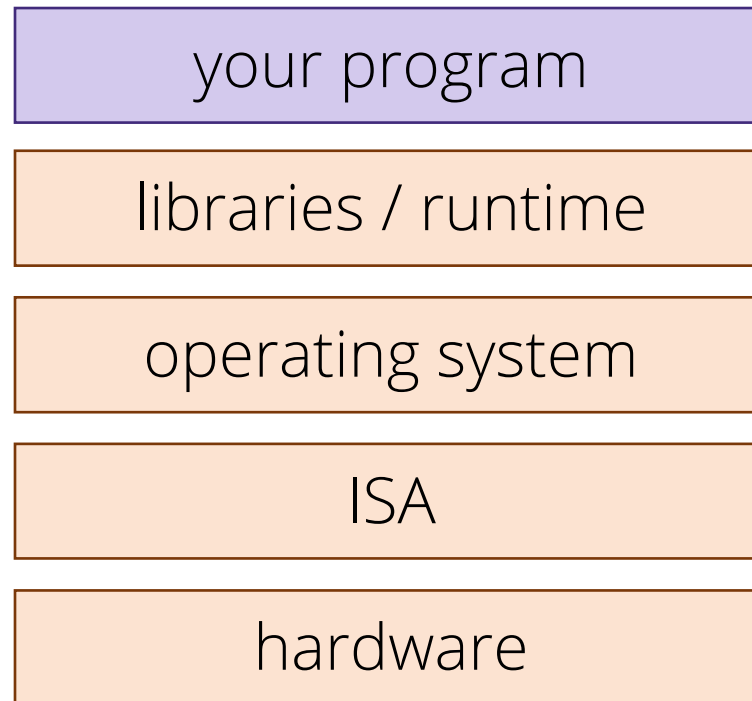 your program
libraries / runtime
operating system
ISA
hardware